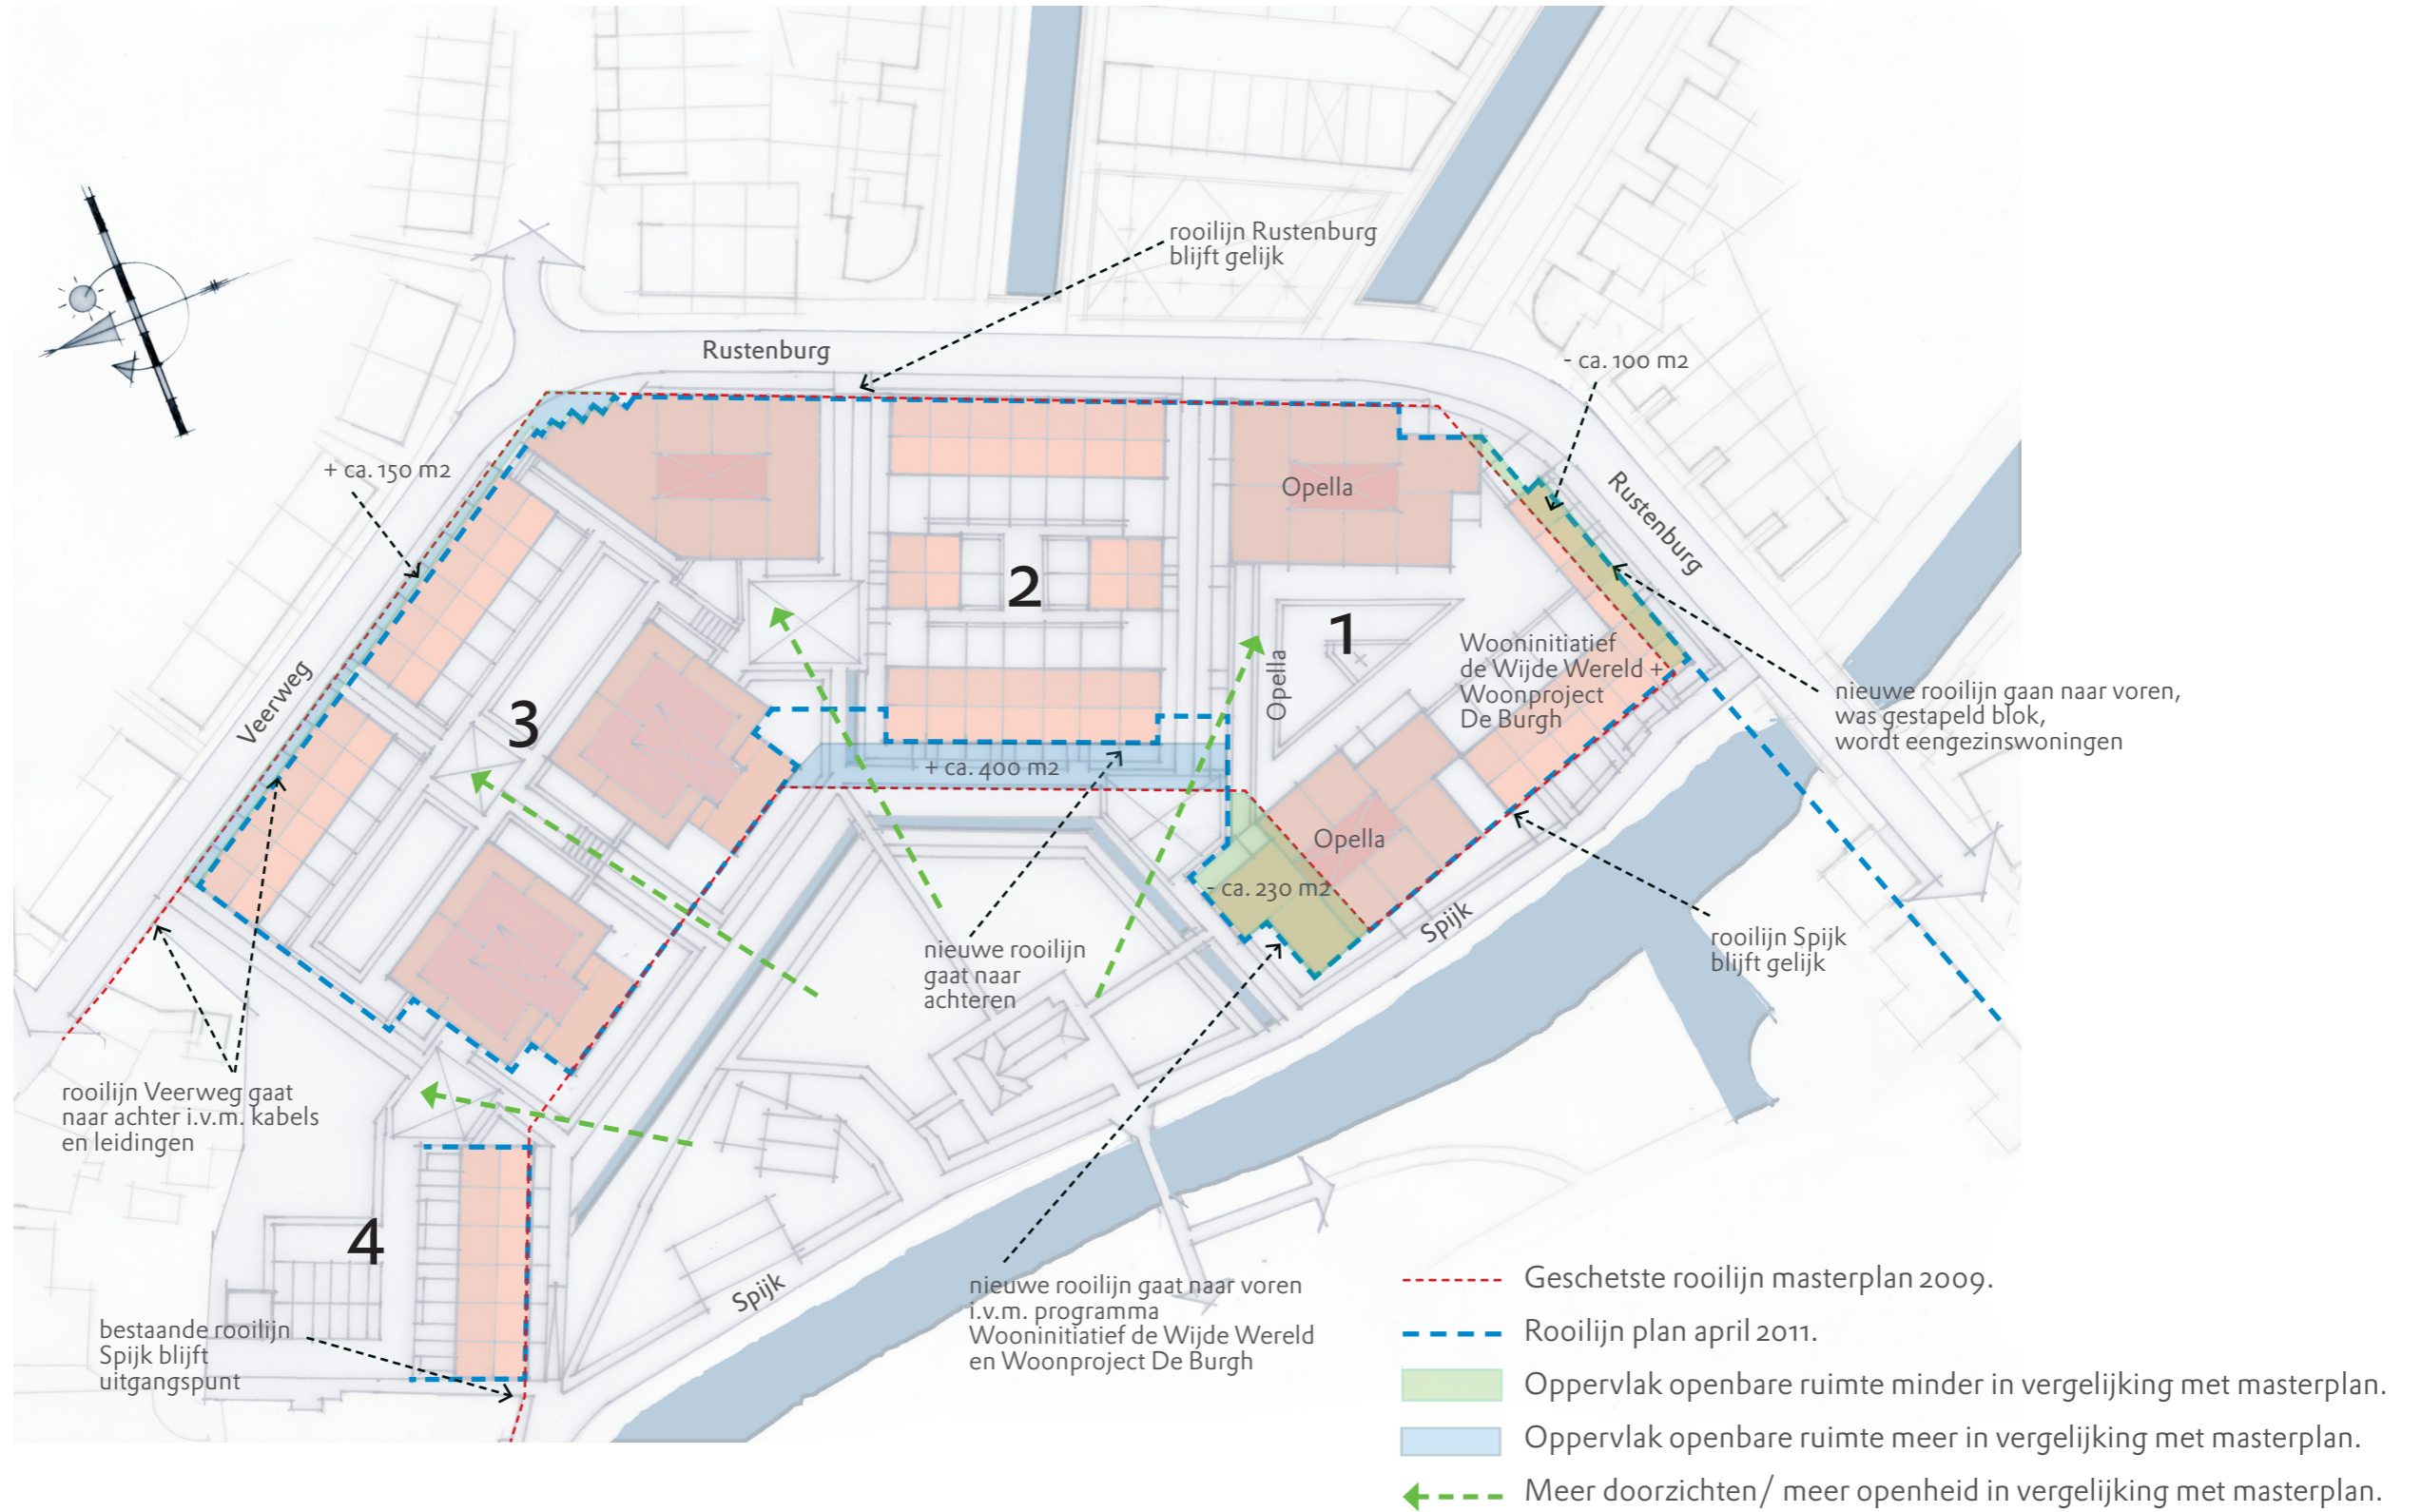 rooilijn Rustenburg
blijft gelijk
Rustenburg
- ca. 100 m2
+ ca. 150 m2
Opella
Rustenburg
2
1
Opella
Wooninitiatief
de Wijde Wereld +
Woonproject
De Burgh
nieuwe rooilijn gaan naar voren,
was gestapeld blok,
wordt eengezinswoningen
Veerweg
3
+ ca. 400 m2
Opella
- ca. 230 m2
Spijk
rooilijn Spijk
blijft gelijk
nieuwe rooilijn
gaat naar
achteren
rooilijn Veerweg gaat
naar achter i.v.m. kabels
en leidingen
4
Spijk
nieuwe rooilijn gaat naar voren
i.v.m. programma
Wooninitiatief de Wijde Wereld
en Woonproject De Burgh
bestaande rooilijn
Spijk blijft
uitgangspunt
Geschetste rooilijn masterplan 2009.
Rooilijn plan april 2011.
Oppervlak openbare ruimte minder in vergelijking met masterplan.
Oppervlak openbare ruimte meer in vergelijking met masterplan.
Meer doorzichten/ meer openheid in vergelijking met masterplan.